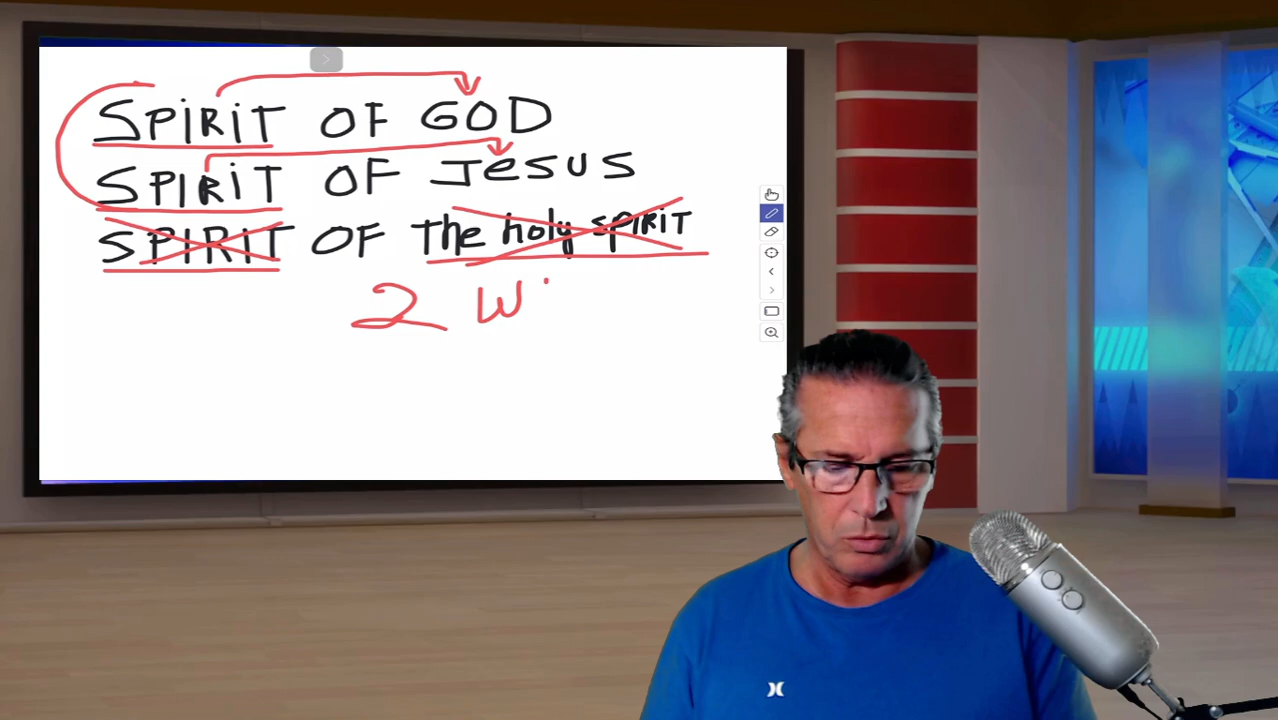 SPIRIT OF GOD
SPIRIT OF JESUS
SPIRIT OF The holy SPIRIT
2 W